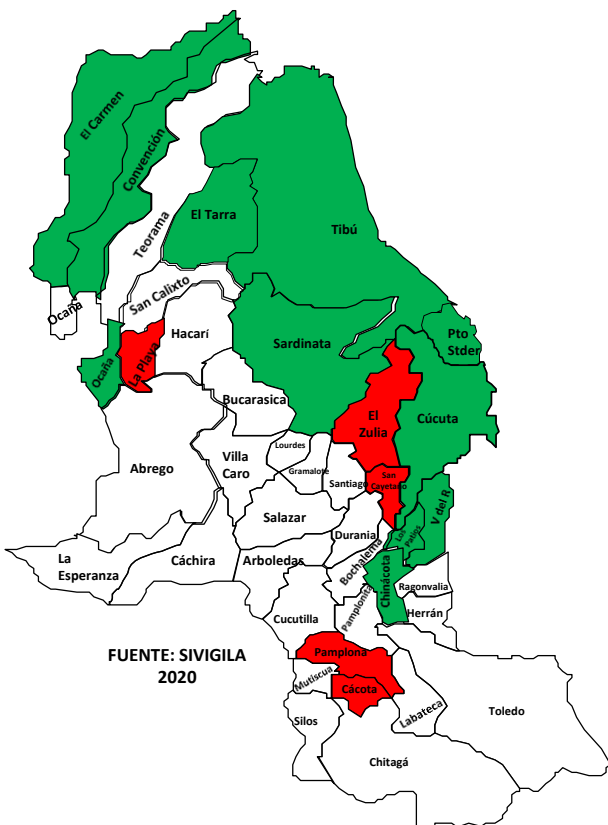 El Carmen
Convención
Teorama
El Tarra
Tibú
San Calixto
Ocaña
Hacarí
La Playa
Ocaña
Sardinata
Pto
Stder
Bucarasica
El
Zulia
Cúcuta
Abrego
Villa
Caro
Lourdes
Gramalote
Santiago
San
Cayetano
Salazar
Durania
Los
Patios
V del R
La
Esperanza
Cáchira
Arboledas
Bochalema
Chinácota
Ragonvalia
Herrán
Pamplonita
Cucutilla
FUENTE: SIVIGILA
2020
Pamplona
Mutiscua
Cácota
Labateca
Toledo
Silos
Chitagá